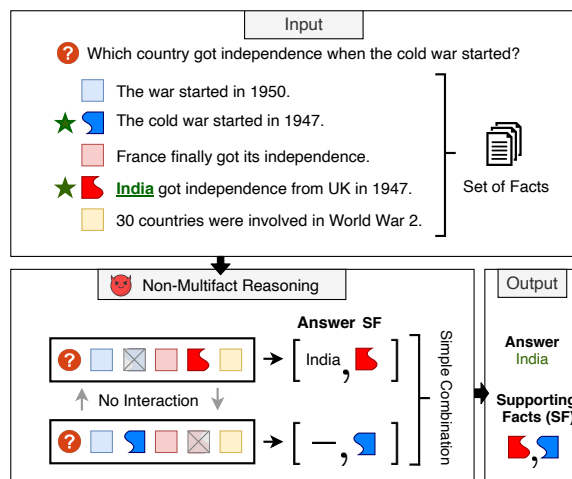 Input
? Which country got independence when the cold war started?
The war started in 1950.
The cold war started in 1947.
France finally got its independence.
India got independence from UK in 1947.
30 countries were involved in World War 2.
Set of Facts
Non-Multifact Reasoning
Answer SF
? [ India , ]
No Interaction
? [ — , ]
Simple Combination
Output
Answer
India
Supporting
Facts (SF)
,